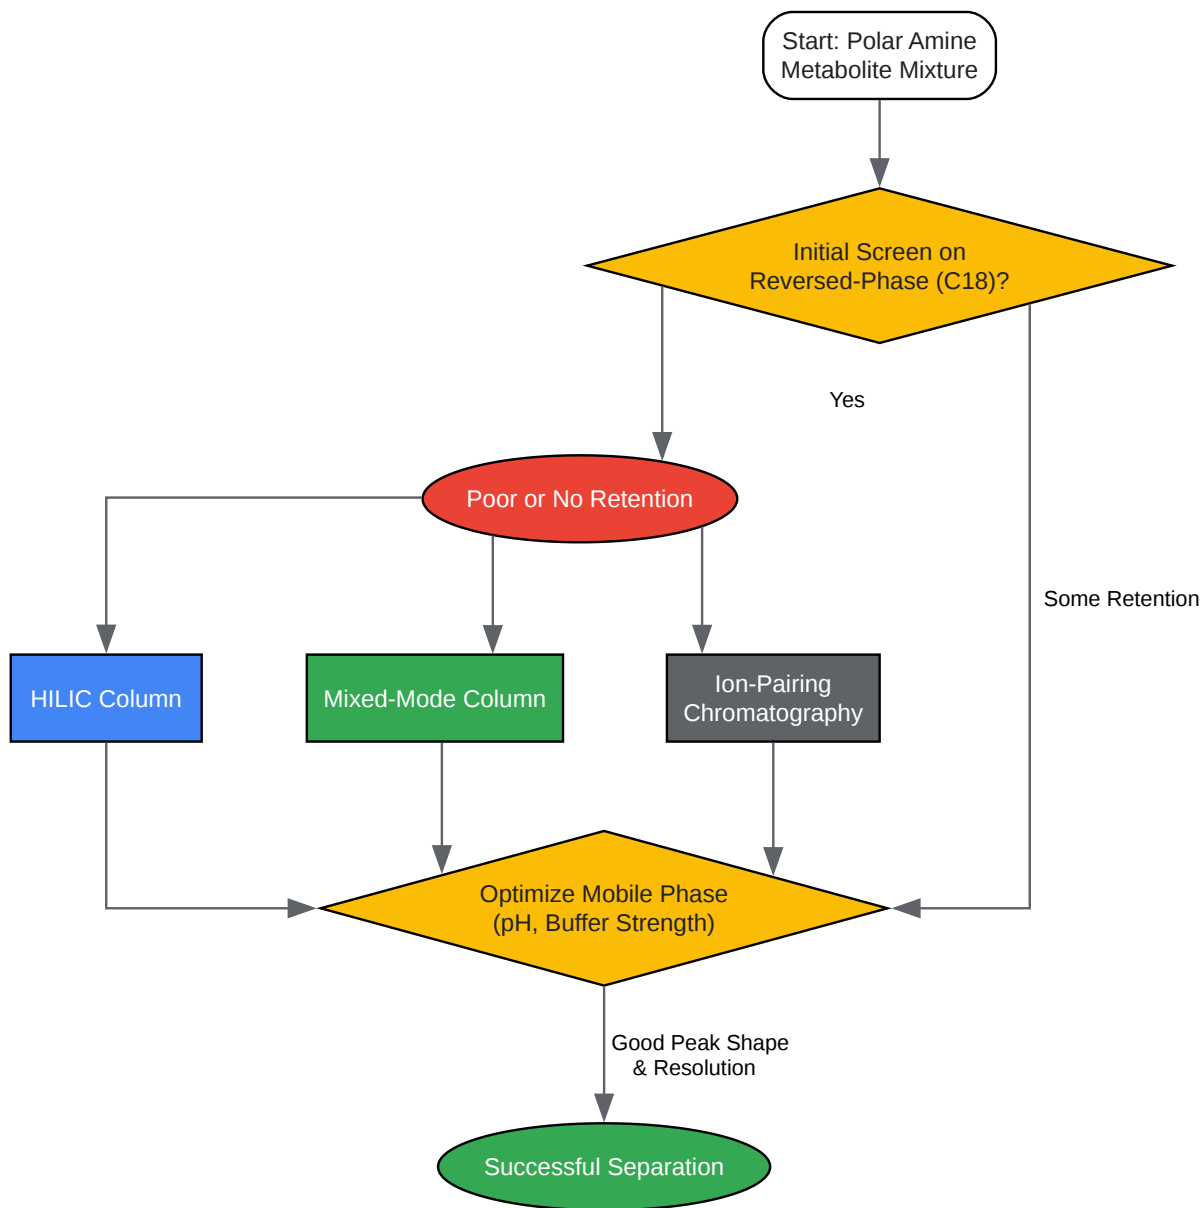 Start: Polar Amine
Metabolite Mixture
Initial Screen on
Reversed-Phase (C18)?
Yes
Poor or No Retention
Some Retention
HILIC Column
Mixed-Mode Column
Ion-Pairing
Chromatography
Optimize Mobile Phase
(pH, Buffer Strength)
Good Peak Shape
& Resolution
Successful Separation